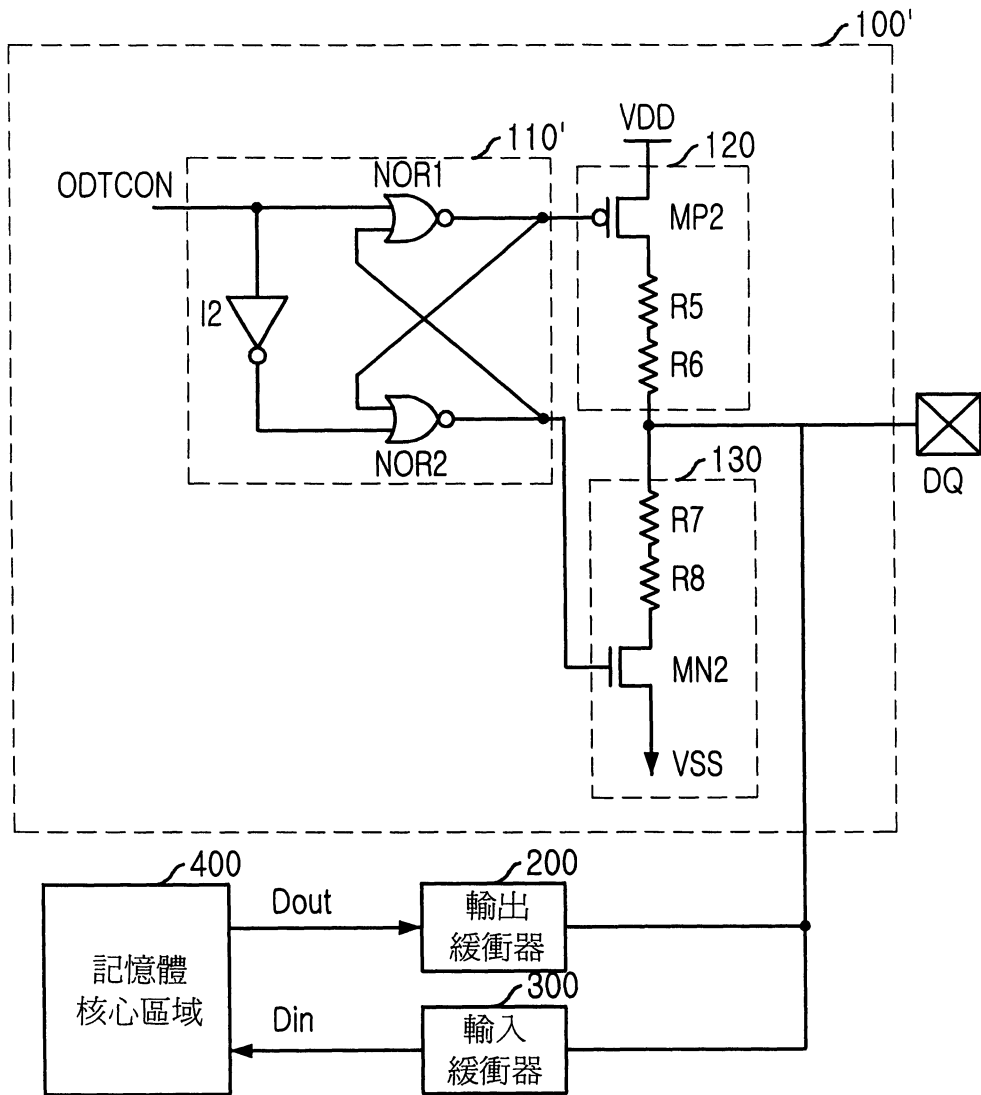 100'
VDD
110'
120
NOR1
ODTCON
MP2
I2
R5
R6
NOR2
130
DQ
R7
R8
MN2
VSS
400
200
Dout
輸出
緩衝器
記憶體
核心區域
300
Din
輸入
緩衝器